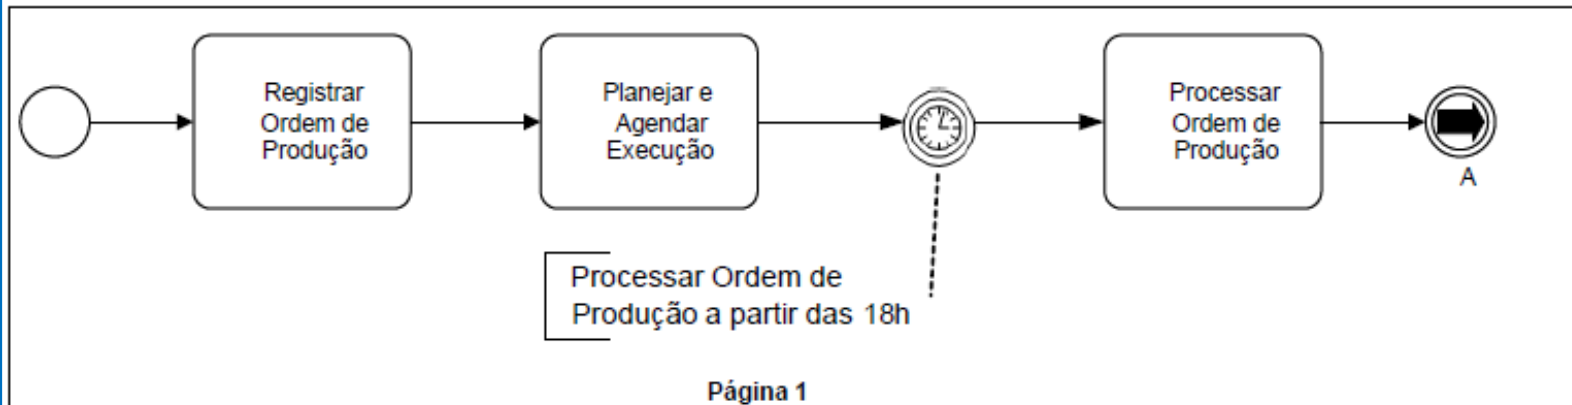 Registrar
Ordem de
Produção
Planejar e
Agendar
Execução
Processar
Ordem de
Produção
A
Processar Ordem de
Produção a partir das 18h
Página 1